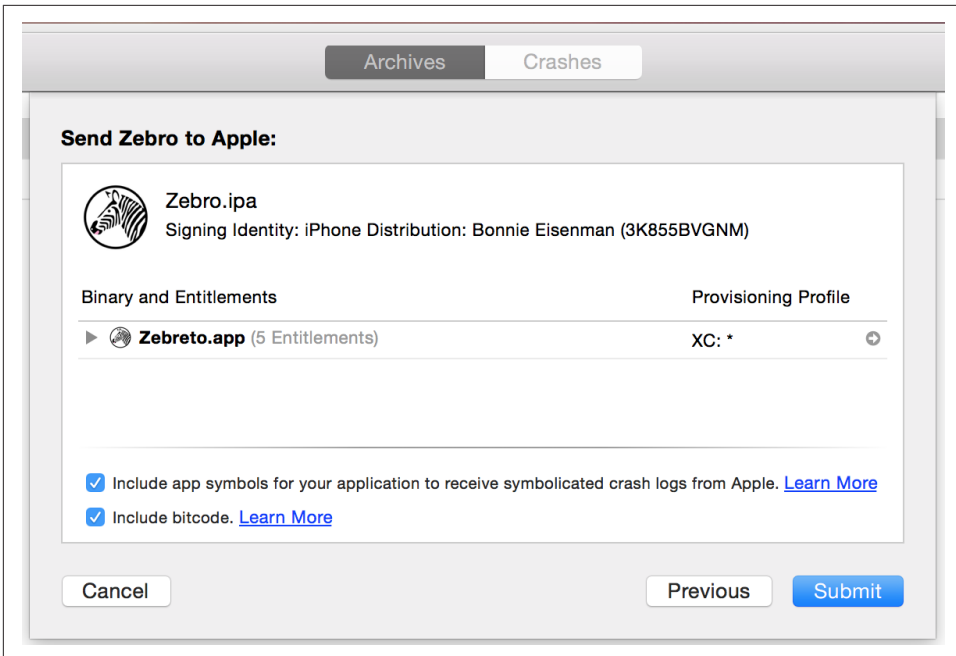 Archives Crashes
Send Zebro to Apple:
Zebro.ipa
Signing Identity: iPhone Distribution: Bonnie Eisenman (3K855BVGNM)
Binary and Entitlements Provisioning Profile
Zebreto.app (5 Entitlements) XC: *
Include app symbols for your application to receive symbolicated crash logs from Apple. Learn More
Include bitcode. Learn More
Cancel Previous Submit